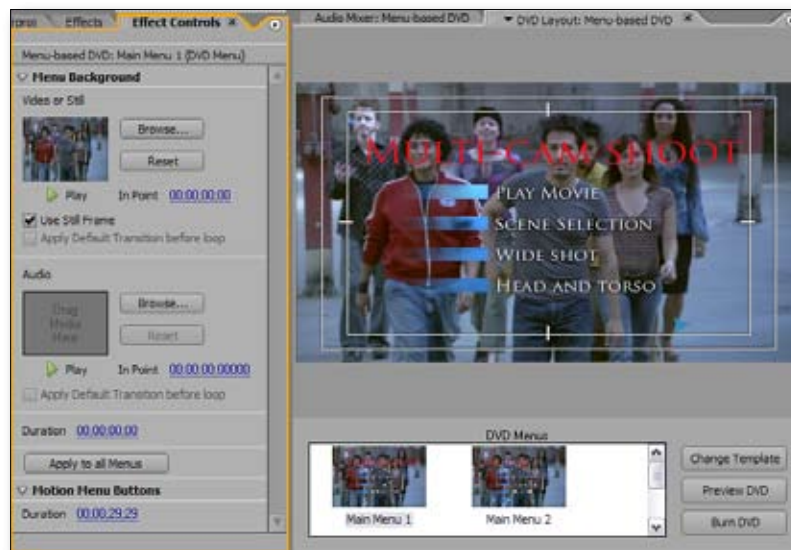 Effects
Effect Controls
Audio Mixer: Menu-based DVD
DVD Layout: Menu-based DVD
Menu-based DVD: Main Menu 1 (DVD Menu)
Menu Background
Video or Still
Browse...
Reset
Play In Point 00:00:00:00
Use Still Frame
Apply Default Transition before loop
Audio
Drag Media Here
Browse...
Reset
Play In Point 00:00:00:00000
Apply Default Transition before loop
Duration 00:00:00:00
Apply to all Menus
Motion Menu Buttons
Duration 00:00:29:29
MULTI-CAM SHOOT
PLAY MOVIE
SCENE SELECTION
WIDE SHOT
HEAD AND TORSO
DVD Menus
Main Menu 1
Main Menu 2
Change Template
Preview DVD
Burn DVD